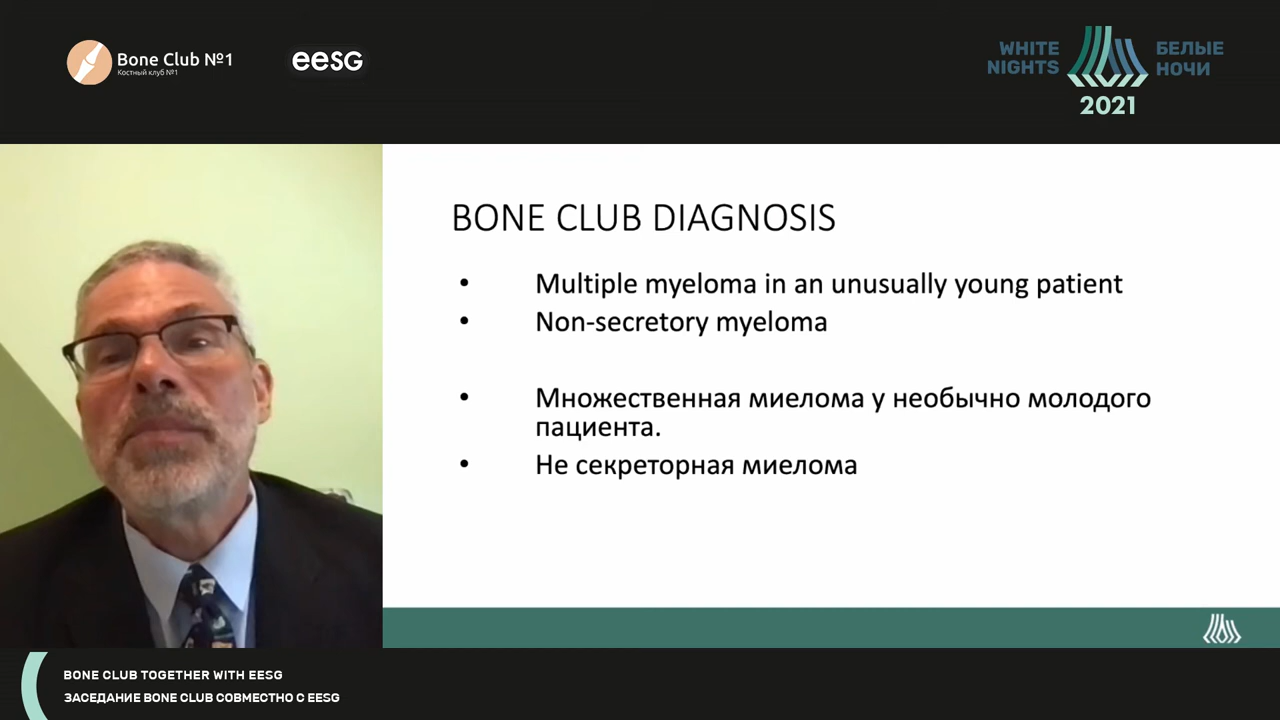 Bone Club №1
Костный клуб №1
eesg
WHITE
NIGHTS
БЕЛЫЕ
НОЧИ
2021
BONE CLUB DIAGNOSIS
• Multiple myeloma in an unusually young patient
• Non-secretory myeloma
• Множественная миелома у необычно молодого
пациента.
• Не секреторная миелома
BONE CLUB TOGETHER WITH EESG
ЗАСЕДАНИЕ BONE CLUB СОВМЕСТНО С EESG